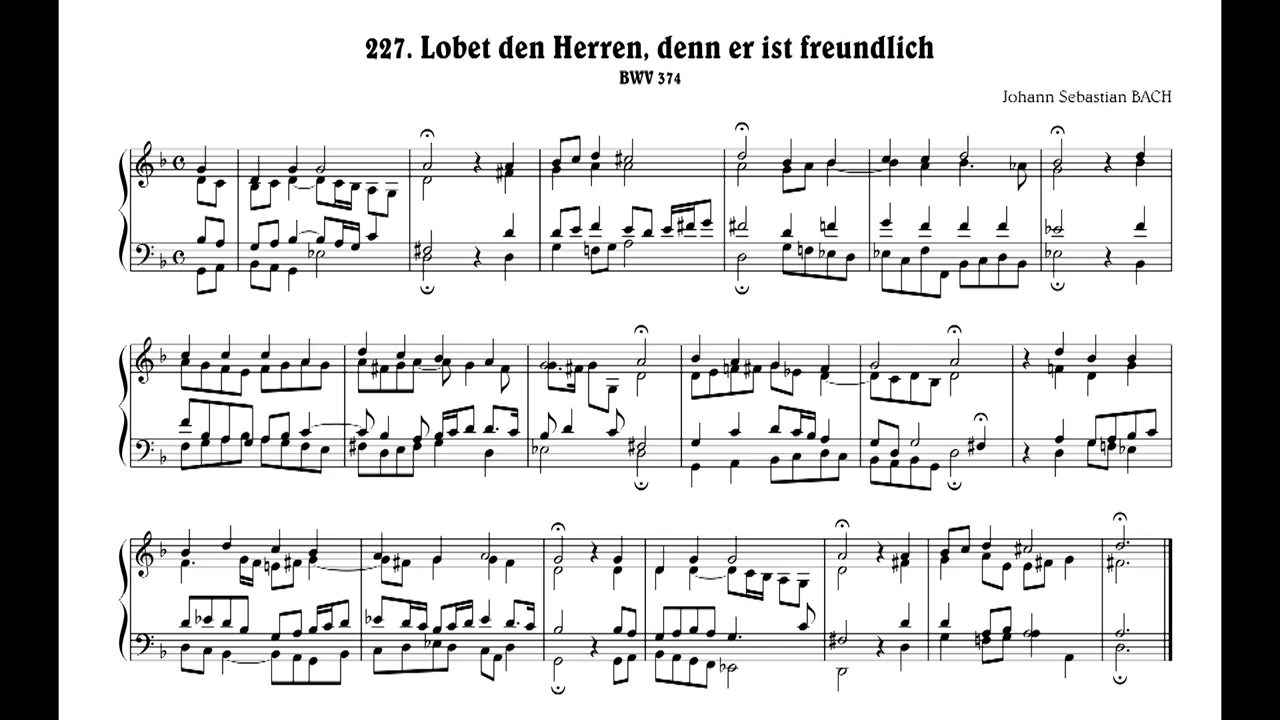 227. Lobet den Herren, denn er ist freundlich
BWV 374
Johann Sebastian BACH